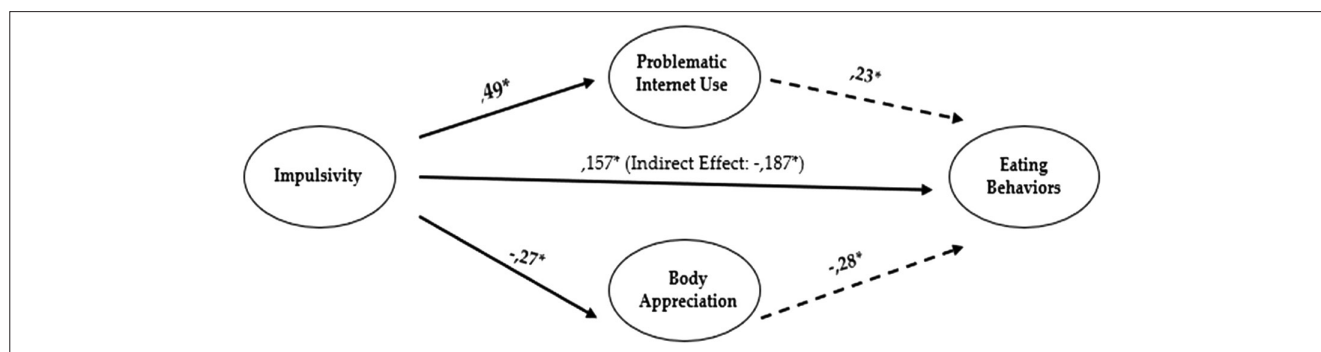 Problematic
Internet Use
,49*
,23*
Impulsivity
,157* (Indirect Effect: -,187*)
Eating
Behaviors
-,27*
Body
Appreciation
-,28*